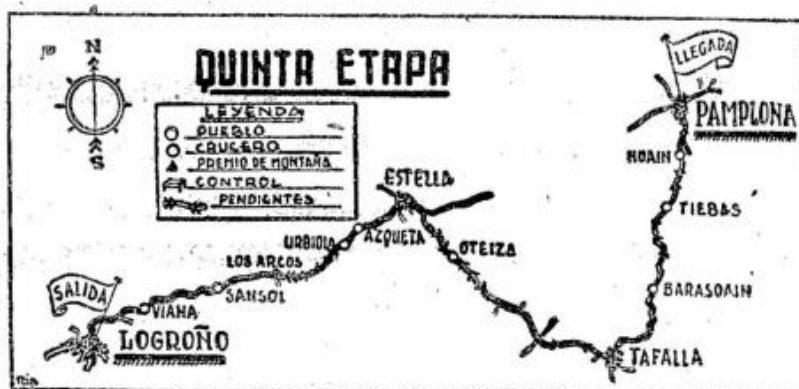 N
S
QUINTA ETAPA
LEYENDA
PUEBLO
CRUCERO
PREMIO DE MONTAÑA
CONTROL
PENDIENTES
LLEGADA
PAMPLONA
NOAIN
TIEBAS
BARASOAIN
TAFALLA
OTEIZA
ESTELLA
AZQUETA
URBIOLA
LOS ARCOS
SANSOL
VIANA
SALIDA
LOGROÑO